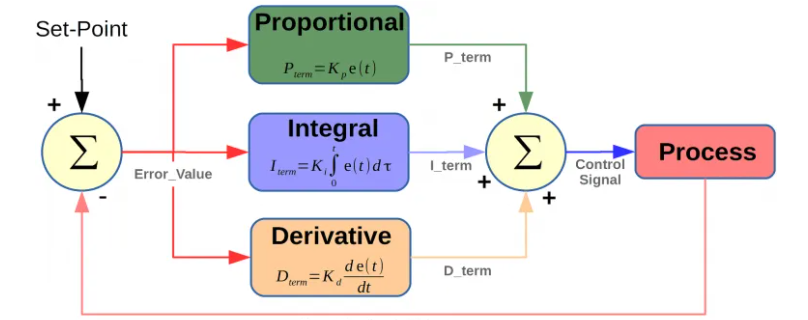 Set-Point
+
Σ
-
Error_Value
Proportional
P_term=K_p e(t)
P_term
Integral
I_term=K_i ∫_0^t e(t)dτ
I_term
Derivative
D_term=K_d de(t)/dt
D_term
+
+
+
Σ
Control
Signal
Process